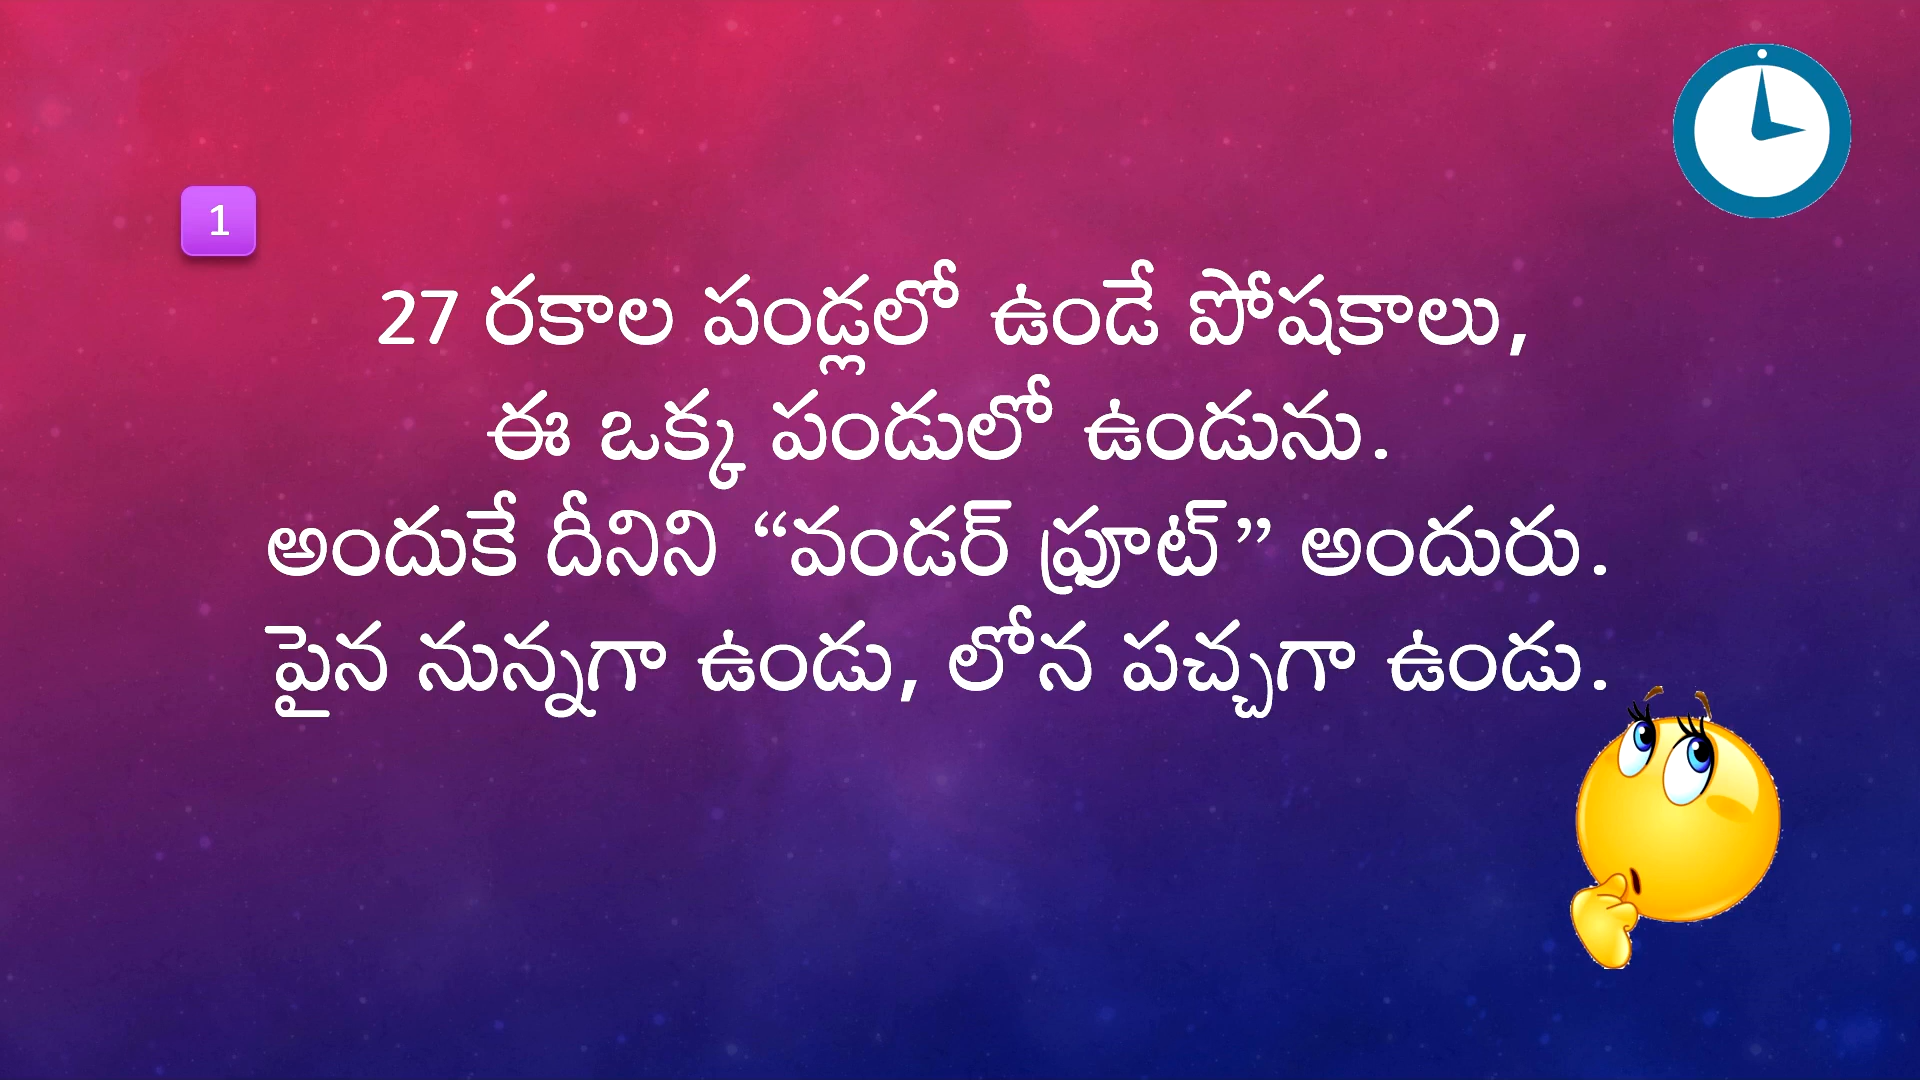 1
27 రకాల పండ్లలో ఉండే పోషకాలు,
ఈ ఒక్క పండులో ఉండును.
అందుకే దీనిని “వండర్ ఫ్రూట్” అందురు.
పైన నున్నగా ఉండు, లోన పచ్చగా ఉండు.